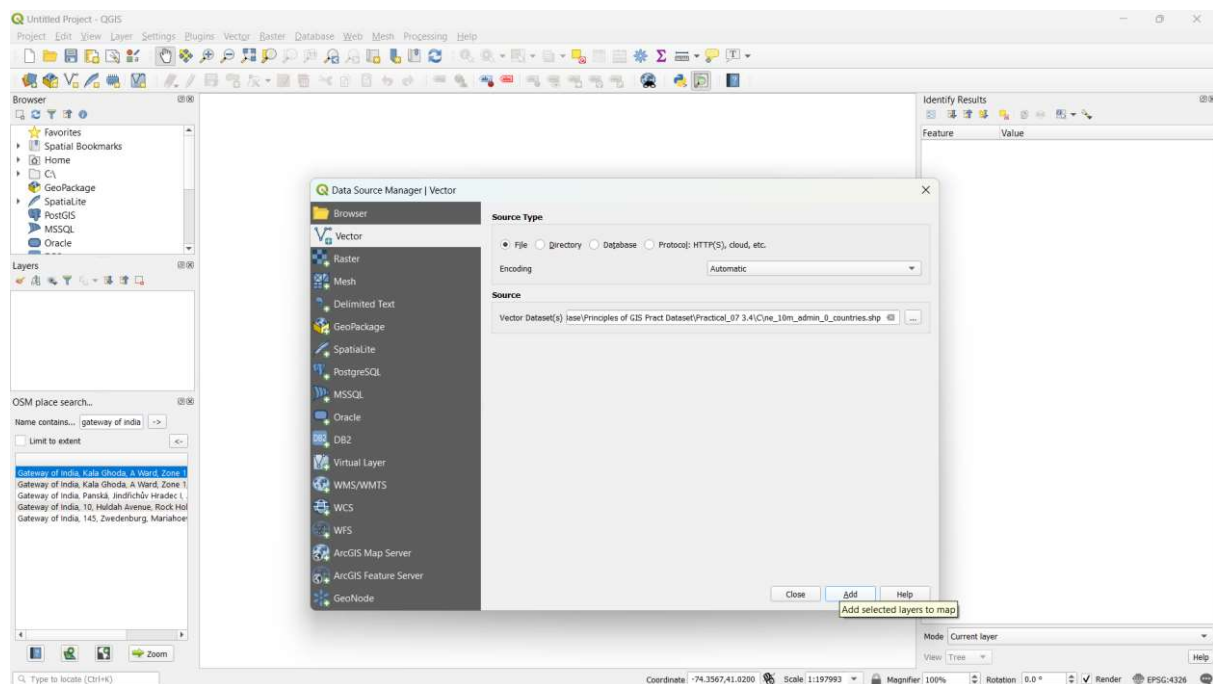 Untitled Project - QGIS
Project Edit View Layer Settings Plugins Vector Raster Database Web Mesh Processing Help
Browser
Favorites
Spatial Bookmarks
Home
C:\
GeoPackage
SpatiaLite
PostGIS
MSSQL
Oracle
Layers
OSM place search...
Name contains... gateway of india ->
Limit to extent <-
Gateway of India, Kala Ghoda, A Ward, Zone 1
Gateway of India, Kala Ghoda, A Ward, Zone 1
Gateway of India, Panská, Jindřichův Hradec I,
Gateway of India, 10, Huldah Avenue, Rock Hol
Gateway of India, 145, Zwedenburg, Mariahoev
Zoom
Data Source Manager | Vector
Browser
Vector
Raster
Mesh
Delimited Text
GeoPackage
SpatiaLite
PostgreSQL
MSSQL
Oracle
DB2
Virtual Layer
WMS/WMTS
WCS
WFS
ArcGIS Map Server
ArcGIS Feature Server
GeoNode
Source Type
File Directory Database Protocol: HTTP(S), cloud, etc.
Encoding Automatic
Source
Vector Dataset(s) lase\Principles of GIS Pract Dataset\Practical_07 3.4\C\ne_10m_admin_0_countries.shp ...
Close Add Help
Add selected layers to map
Identify Results
Feature Value
Mode Current layer
View Tree Help
Type to locate (Ctrl+K)
Coordinate -74.3567,41.0200 Scale 1:197993 Magnifier 100% Rotation 0.0 ° Render EPSG:4326